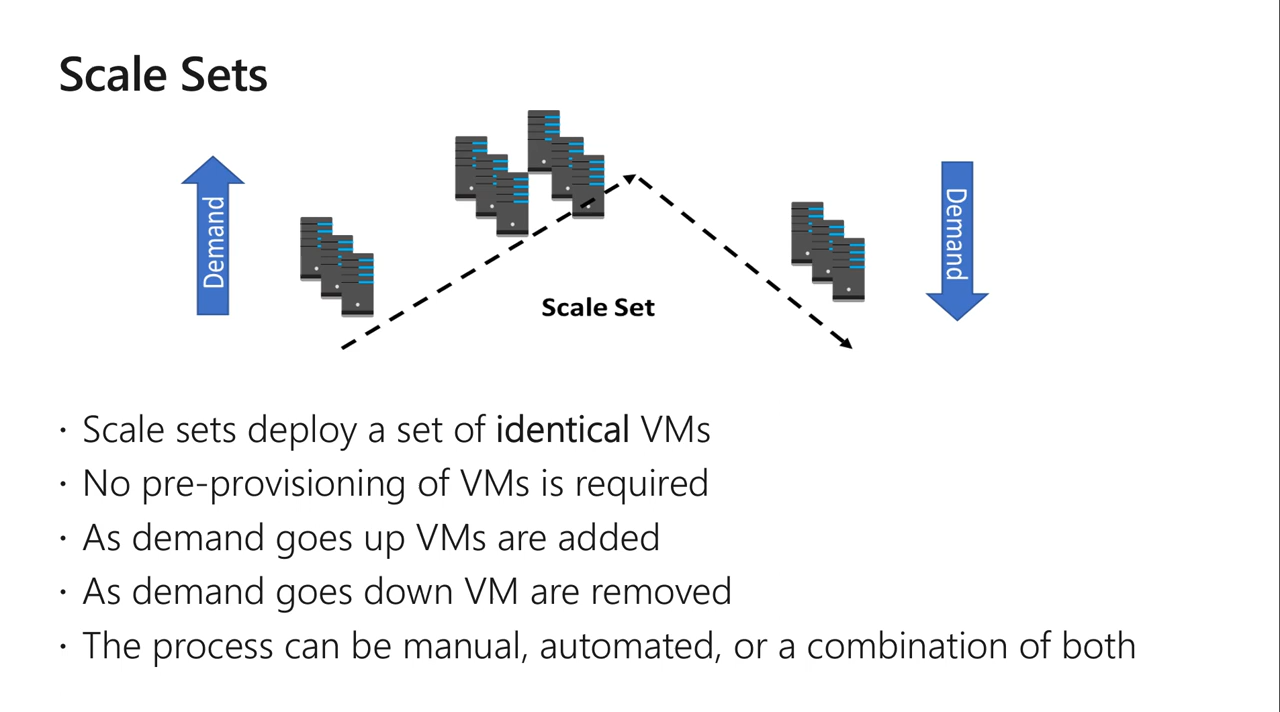 Scale Sets
Demand
Demand
Scale Set
· Scale sets deploy a set of identical VMs
· No pre-provisioning of VMs is required
· As demand goes up VMs are added
· As demand goes down VM are removed
· The process can be manual, automated, or a combination of both